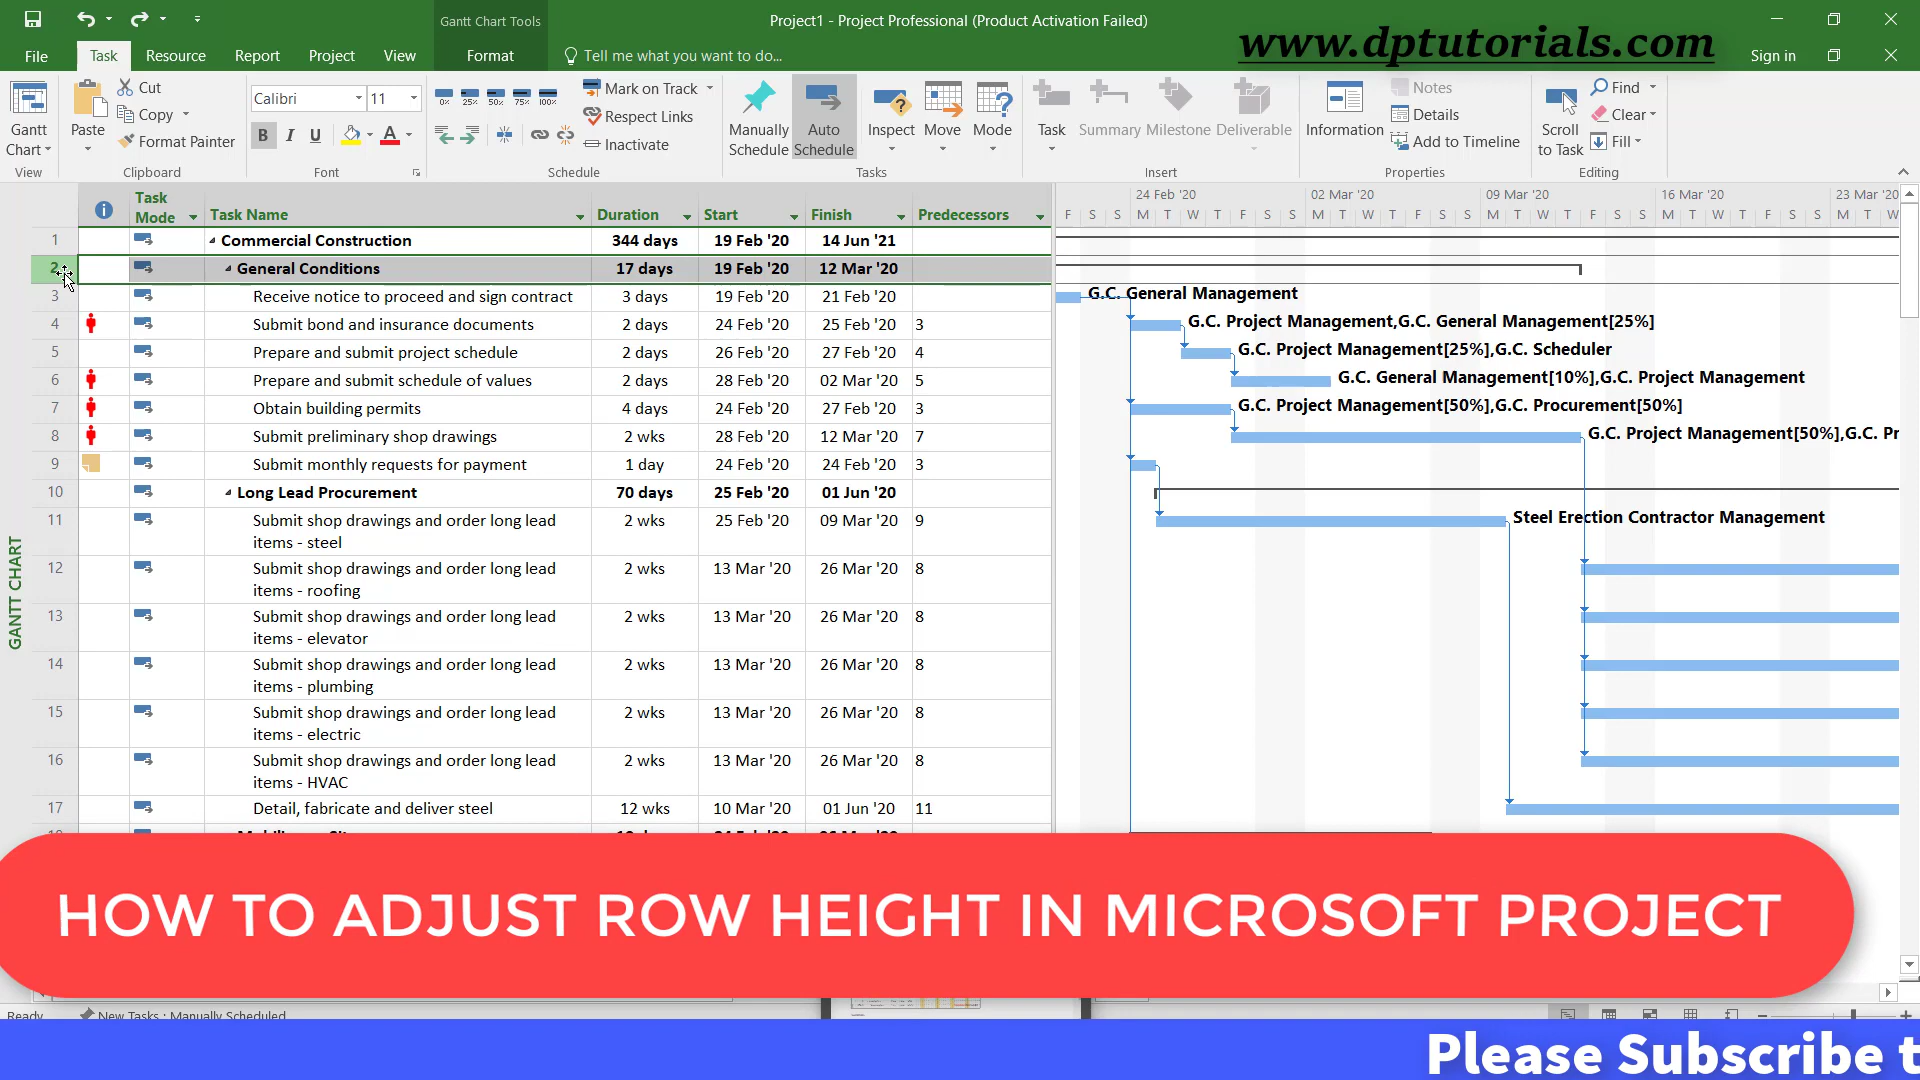 Gantt Chart Tools
Project1 - Project Professional (Product Activation Failed)
www.dptutorials.com
File
Task
Resource
Report
Project
View
Format
Tell me what you want to do...
Sign in
Gantt
Chart
View
Paste
Cut
Copy
Format Painter
Clipboard
Calibri
11
B I U
A
Font
0% 25% 50% 75% 100%
Mark on Track
Respect Links
Inactivate
Schedule
Manually
Schedule
Auto
Schedule
Inspect
Move
Mode
Tasks
Task
Summary
Milestone
Deliverable
Insert
Information
Notes
Details
Add to Timeline
Properties
Scroll
to Task
Find
Clear
Fill
Editing
GANTT CHART
Task
Mode
Task Name
Duration
Start
Finish
Predecessors
24 Feb '20
02 Mar '20
09 Mar '20
16 Mar '20
23 Mar '20
F S S M T W T F S S M T W T F S S M T W T F S S M T W T F S S M T W
1 Commercial Construction 344 days 19 Feb '20 14 Jun '21
2 General Conditions 17 days 19 Feb '20 12 Mar '20
3 Receive notice to proceed and sign contract 3 days 19 Feb '20 21 Feb '20
G.C. General Management
4 Submit bond and insurance documents 2 days 24 Feb '20 25 Feb '20 3
G.C. Project Management,G.C. General Management[25%]
5 Prepare and submit project schedule 2 days 26 Feb '20 27 Feb '20 4
G.C. Project Management[25%],G.C. Scheduler
6 Prepare and submit schedule of values 2 days 28 Feb '20 02 Mar '20 5
G.C. General Management[10%],G.C. Project Management
7 Obtain building permits 4 days 24 Feb '20 27 Feb '20 3
G.C. Project Management[50%],G.C. Procurement[50%]
8 Submit preliminary shop drawings 2 wks 28 Feb '20 12 Mar '20 7
G.C. Project Management[50%],G.C. Pr
9 Submit monthly requests for payment 1 day 24 Feb '20 24 Feb '20 3
10 Long Lead Procurement 70 days 25 Feb '20 01 Jun '20
11 Submit shop drawings and order long lead 2 wks 25 Feb '20 09 Mar '20 9
items - steel
Steel Erection Contractor Management
12 Submit shop drawings and order long lead 2 wks 13 Mar '20 26 Mar '20 8
items - roofing
13 Submit shop drawings and order long lead 2 wks 13 Mar '20 26 Mar '20 8
items - elevator
14 Submit shop drawings and order long lead 2 wks 13 Mar '20 26 Mar '20 8
items - plumbing
15 Submit shop drawings and order long lead 2 wks 13 Mar '20 26 Mar '20 8
items - electric
16 Submit shop drawings and order long lead 2 wks 13 Mar '20 26 Mar '20 8
items - HVAC
17 Detail, fabricate and deliver steel 12 wks 10 Mar '20 01 Jun '20 11
HOW TO ADJUST ROW HEIGHT IN MICROSOFT PROJECT
Ready
New Tasks : Manually Scheduled
Please Subscribe t